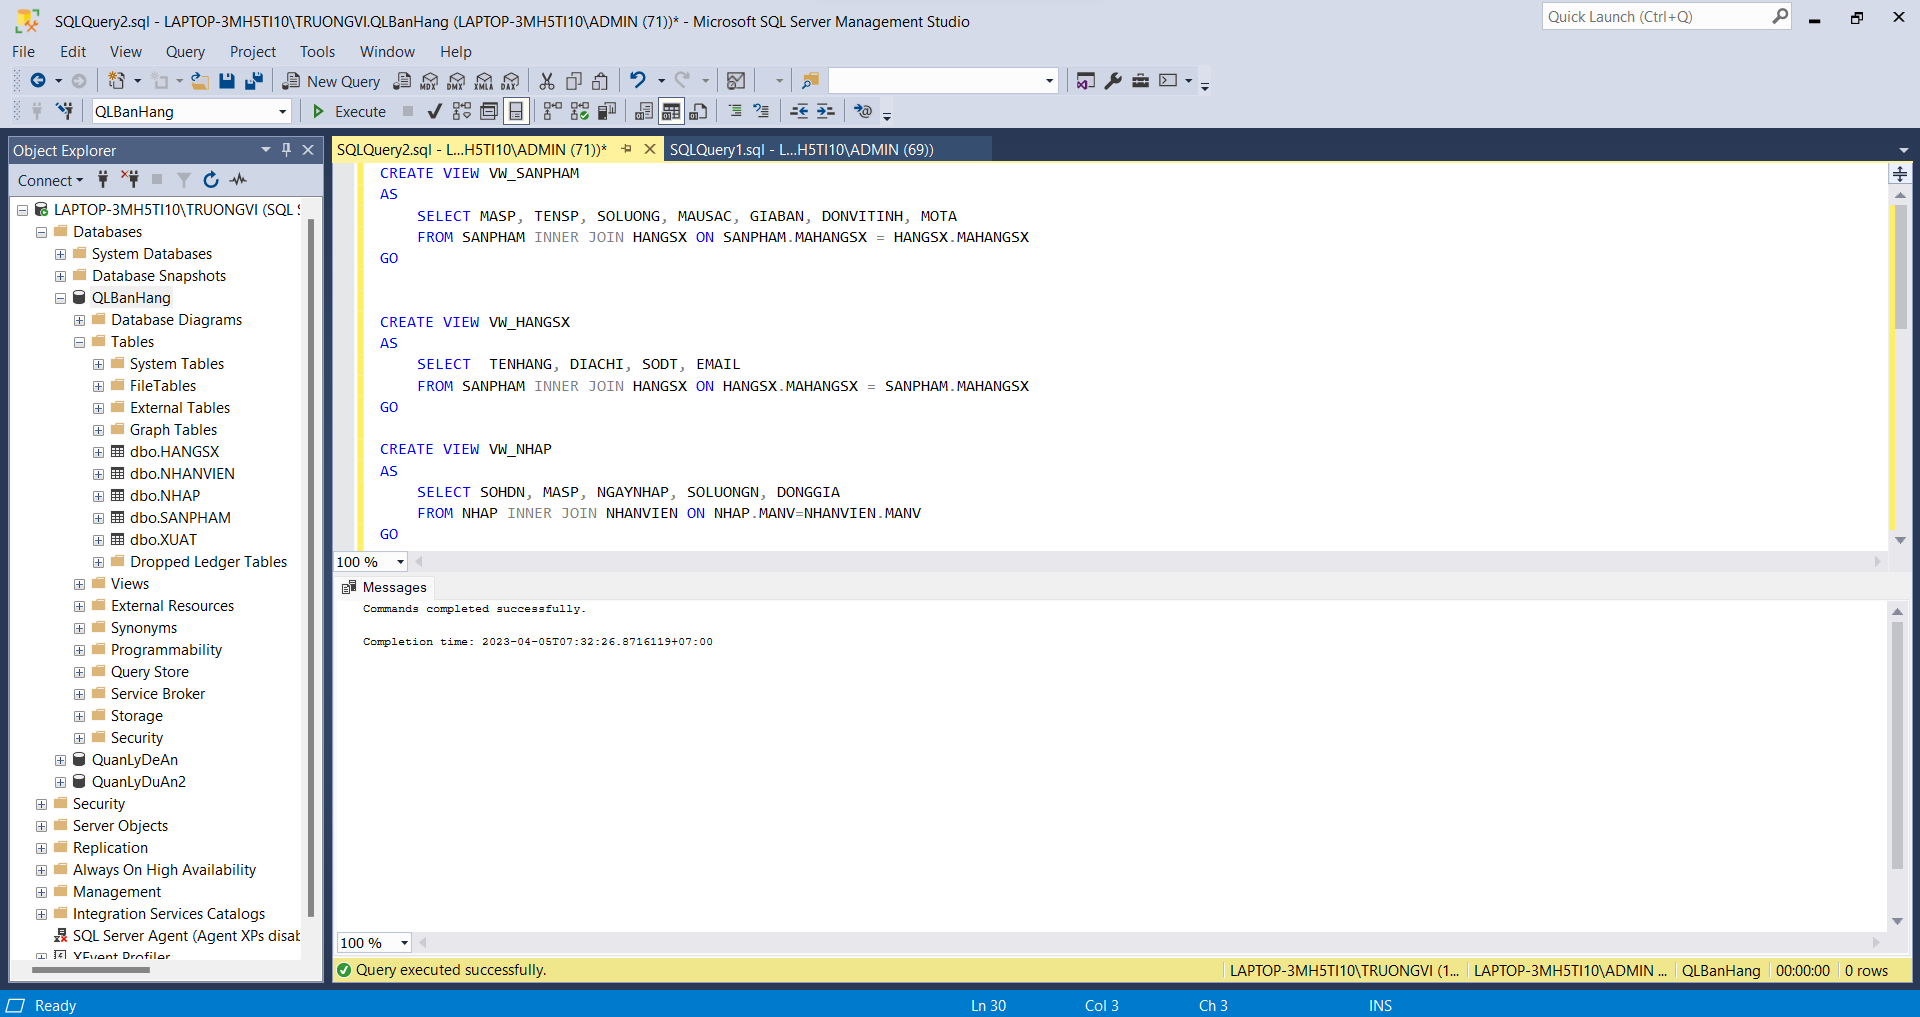 SQLQuery2.sql - LAPTOP-3MH5TI10\TRUONGVI.QLBanHang (LAPTOP-3MH5TI10\ADMIN (71))* - Microsoft SQL Server Management Studio
Quick Launch (Ctrl+Q)
File Edit View Query Project Tools Window Help
New Query MDX DMX XMLA DAX
QLBanHang Execute
Object Explorer
Connect
LAPTOP-3MH5TI10\TRUONGVI (SQL S
Databases
System Databases
Database Snapshots
QLBanHang
Database Diagrams
Tables
System Tables
FileTables
External Tables
Graph Tables
dbo.HANGSX
dbo.NHANVIEN
dbo.NHAP
dbo.SANPHAM
dbo.XUAT
Dropped Ledger Tables
Views
External Resources
Synonyms
Programmability
Query Store
Service Broker
Storage
Security
QuanLyDeAn
QuanLyDuAn2
Security
Server Objects
Replication
Always On High Availability
Management
Integration Services Catalogs
SQL Server Agent (Agent XPs disab
XEvent Profiler
SQLQuery2.sql - L...H5TI10\ADMIN (71))* SQLQuery1.sql - L...H5TI10\ADMIN (69))
CREATE VIEW VW_SANPHAM
AS
SELECT MASP, TENSP, SOLUONG, MAUSAC, GIABAN, DONVITINH, MOTA
FROM SANPHAM INNER JOIN HANGSX ON SANPHAM.MAHANGSX = HANGSX.MAHANGSX
GO
CREATE VIEW VW_HANGSX
AS
SELECT  TENHANG, DIACHI, SODT, EMAIL
FROM SANPHAM INNER JOIN HANGSX ON HANGSX.MAHANGSX = SANPHAM.MAHANGSX
GO
CREATE VIEW VW_NHAP
AS
SELECT SOHDN, MASP, NGAYNHAP, SOLUONGN, DONGGIA
FROM NHAP INNER JOIN NHANVIEN ON NHAP.MANV=NHANVIEN.MANV
GO
100 %
Messages
Commands completed successfully.
Completion time: 2023-04-05T07:32:26.8716119+07:00
100 %
Query executed successfully. LAPTOP-3MH5TI10\TRUONGVI (1... LAPTOP-3MH5TI10\ADMIN ... QLBanHang 00:00:00 0 rows
Ready Ln 30 Col 3 Ch 3 INS